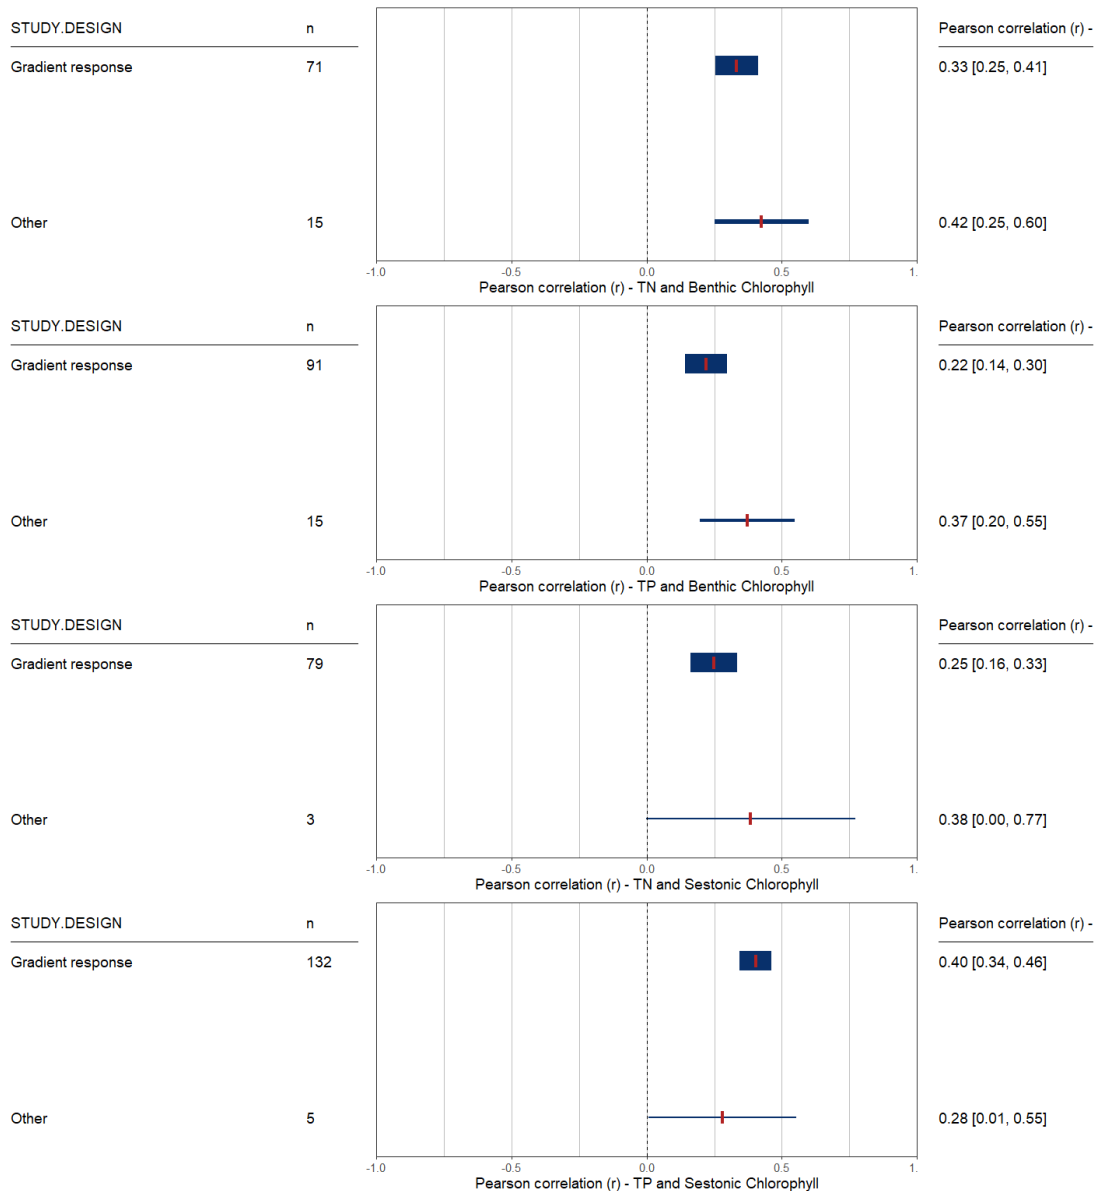 STUDY.DESIGN n Pearson correlation (r) -
Gradient response 71 0.33 [0.25, 0.41]
Other 15 0.42 [0.25, 0.60]
-1.0 -0.5 0.0 0.5 1.
Pearson correlation (r) - TN and Benthic Chlorophyll
STUDY.DESIGN n Pearson correlation (r) -
Gradient response 91 0.22 [0.14, 0.30]
Other 15 0.37 [0.20, 0.55]
-1.0 -0.5 0.0 0.5 1.
Pearson correlation (r) - TP and Benthic Chlorophyll
STUDY.DESIGN n Pearson correlation (r) -
Gradient response 79 0.25 [0.16, 0.33]
Other 3 0.38 [0.00, 0.77]
-1.0 -0.5 0.0 0.5 1.
Pearson correlation (r) - TN and Sestonic Chlorophyll
STUDY.DESIGN n Pearson correlation (r) -
Gradient response 132 0.40 [0.34, 0.46]
Other 5 0.28 [0.01, 0.55]
-1.0 -0.5 0.0 0.5 1.
Pearson correlation (r) - TP and Sestonic Chlorophyll